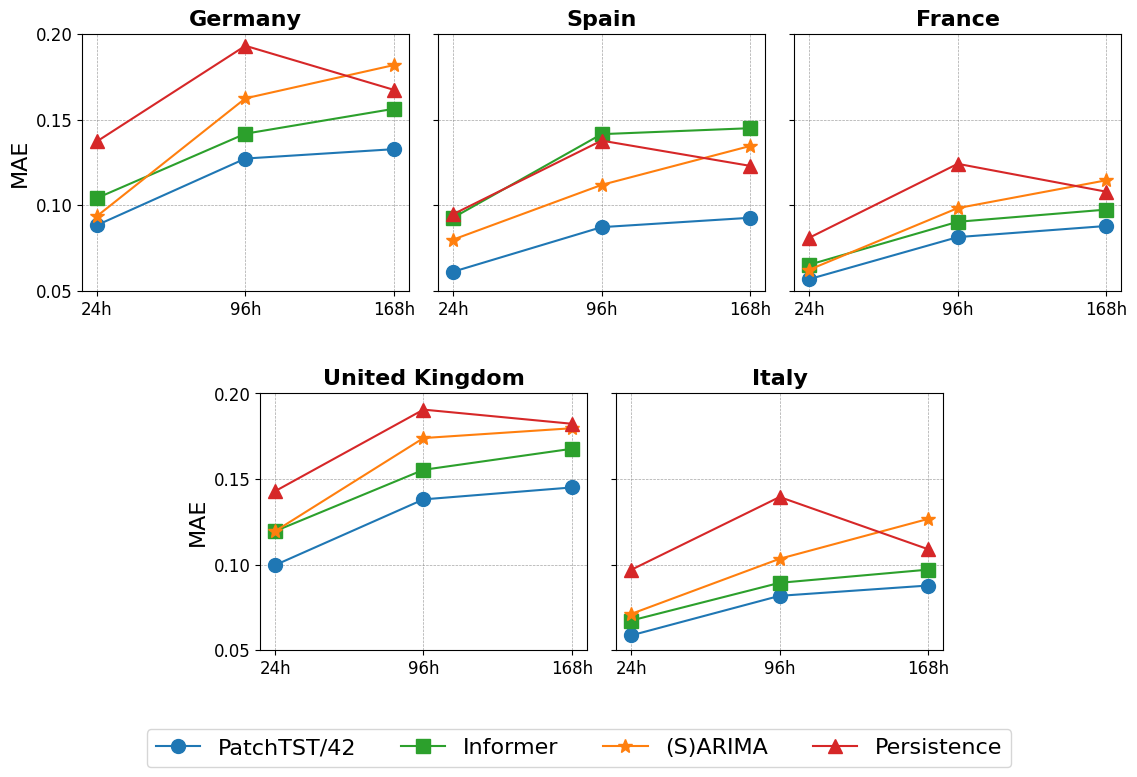 Germany Spain France
0.20
0.15
MAE
0.10
0.05
24h 96h 168h 24h 96h 168h 24h 96h 168h
United Kingdom Italy
0.20
0.15
MAE
0.10
0.05
24h 96h 168h 24h 96h 168h
PatchTST/42 Informer (S)ARIMA Persistence